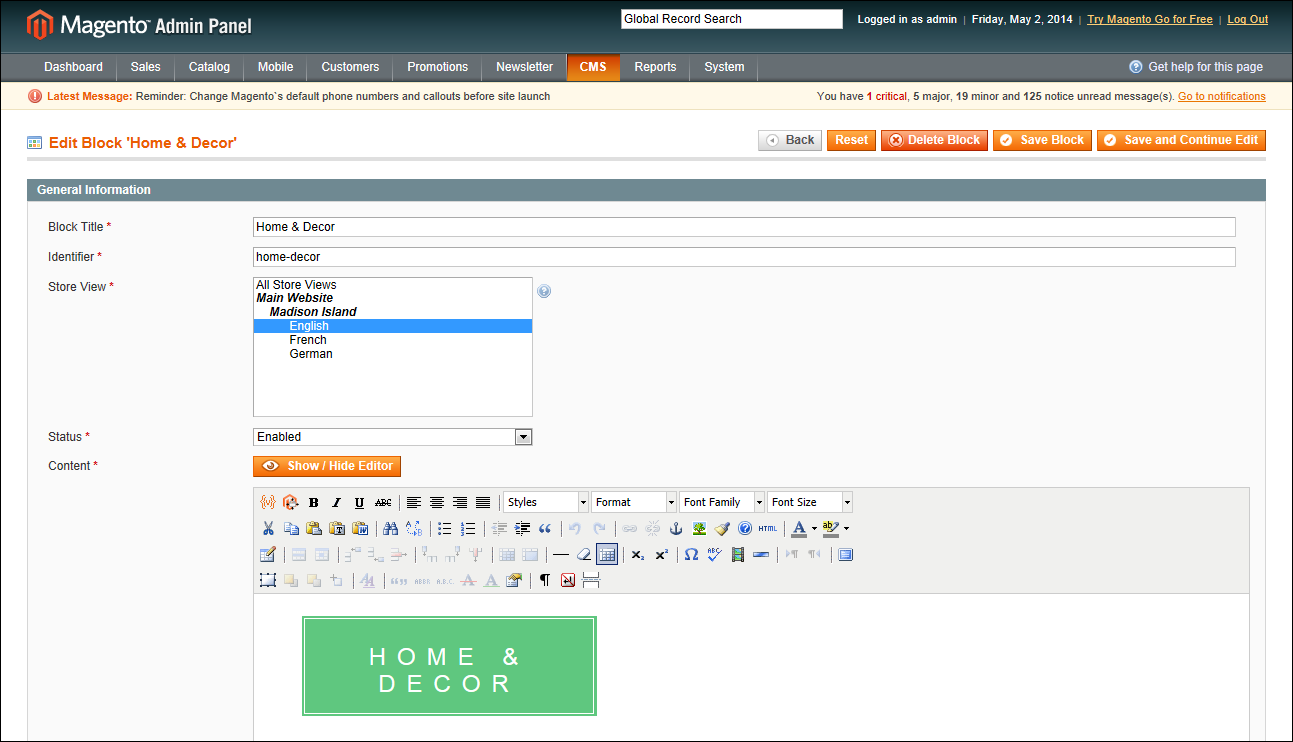 Magento™ Admin Panel
Global Record Search
Logged in as admin | Friday, May 2, 2014 | Try Magento Go for Free | Log Out
Dashboard Sales Catalog Mobile Customers Promotions Newsletter CMS Reports System Get help for this page
Latest Message: Reminder: Change Magento`s default phone numbers and callouts before site launch You have 1 critical, 5 major, 19 minor and 125 notice unread message(s). Go to notifications
Edit Block 'Home & Decor' Back Reset Delete Block Save Block Save and Continue Edit
General Information
Block Title * Home & Decor
Identifier * home-decor
Store View * All Store Views
Main Website
Madison Island
English
French
German
Status * Enabled
Content * Show / Hide Editor
B I U ABC Styles Format Font Family Font Size
HTML A ab
ABC
ABBR A.B.C. A A
HOME &
DECOR